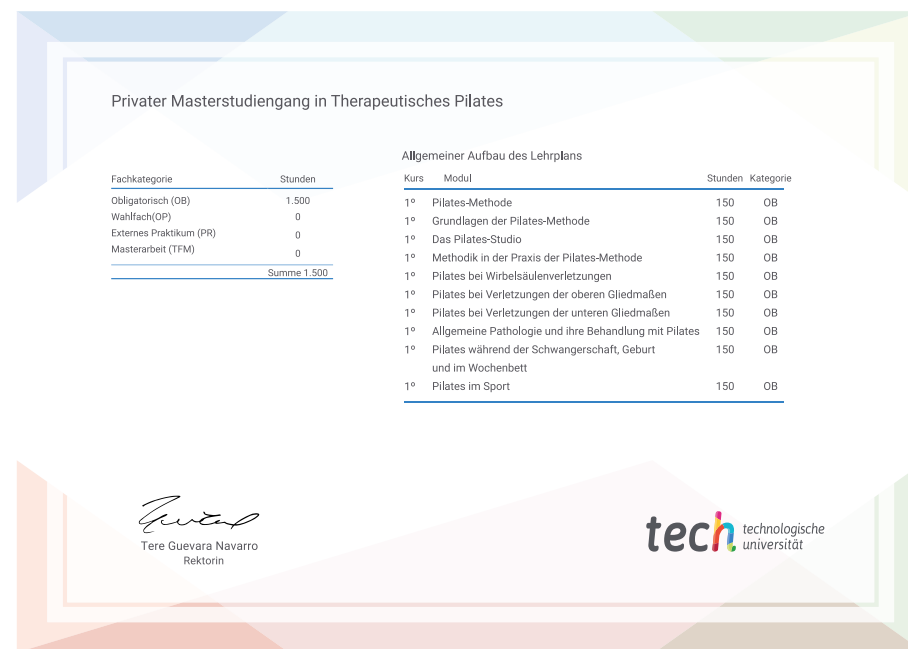 Privater Masterstudiengang in Therapeutisches Pilates
Fachkategorie Stunden
Obligatorisch (OB) 1.500
Wahlfach(OP) 0
Externes Praktikum (PR) 0
Masterarbeit (TFM) 0
Summe 1.500
Allgemeiner Aufbau des Lehrplans
Kurs Modul Stunden Kategorie
1º Pilates-Methode 150 OB
1º Grundlagen der Pilates-Methode 150 OB
1º Das Pilates-Studio 150 OB
1º Methodik in der Praxis der Pilates-Methode 150 OB
1º Pilates bei Wirbelsäulenverletzungen 150 OB
1º Pilates bei Verletzungen der oberen Gliedmaßen 150 OB
1º Pilates bei Verletzungen der unteren Gliedmaßen 150 OB
1º Allgemeine Pathologie und ihre Behandlung mit Pilates 150 OB
1º Pilates während der Schwangerschaft, Geburt 150 OB
und im Wochenbett
1º Pilates im Sport 150 OB
Tere Guevara Navarro
Rektorin
tech technologische
universität